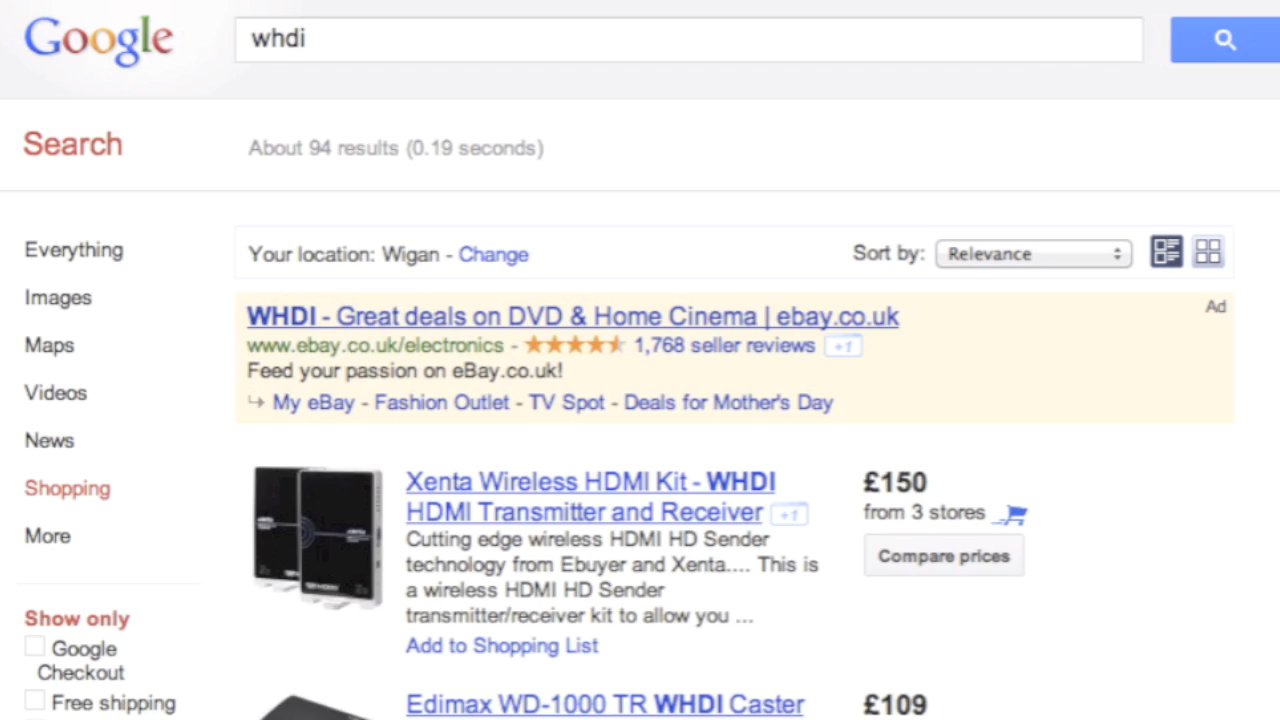 Google
whdi
Search
About 94 results (0.19 seconds)
Everything
Images
Maps
Videos
News
Shopping
More
Show only
Google
Checkout
Free shipping
Your location: Wigan - Change
Sort by: Relevance
WHDI - Great deals on DVD & Home Cinema | ebay.co.uk
Ad
www.ebay.co.uk/electronics - 1,768 seller reviews +1
Feed your passion on eBay.co.uk!
My eBay - Fashion Outlet - TV Spot - Deals for Mother's Day
Xenta Wireless HDMI Kit - WHDI
HDMI Transmitter and Receiver +1
Cutting edge wireless HDMI HD Sender
technology from Ebuyer and Xenta.... This is
a wireless HDMI HD Sender
transmitter/receiver kit to allow you ...
Add to Shopping List
£150
from 3 stores
Compare prices
Edimax WD-1000 TR WHDI Caster
£109